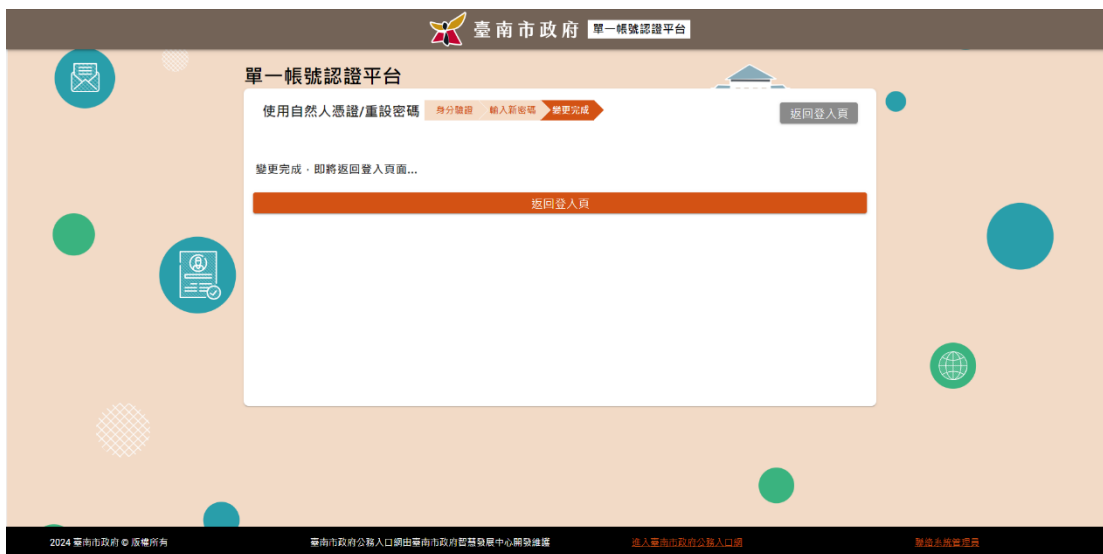 臺南市政府 單一帳號認證平台
單一帳號認證平台
使用自然人憑證/重設密碼 身分驗證 輸入新密碼 變更完成 返回登入頁
變更完成，即將返回登入頁面...
返回登入頁
2024 臺南市政府 © 版權所有 臺南市政府公務入口網由臺南市政府智慧發展中心開發維護 進入臺南市政府公務入口網 聯絡系統管理員